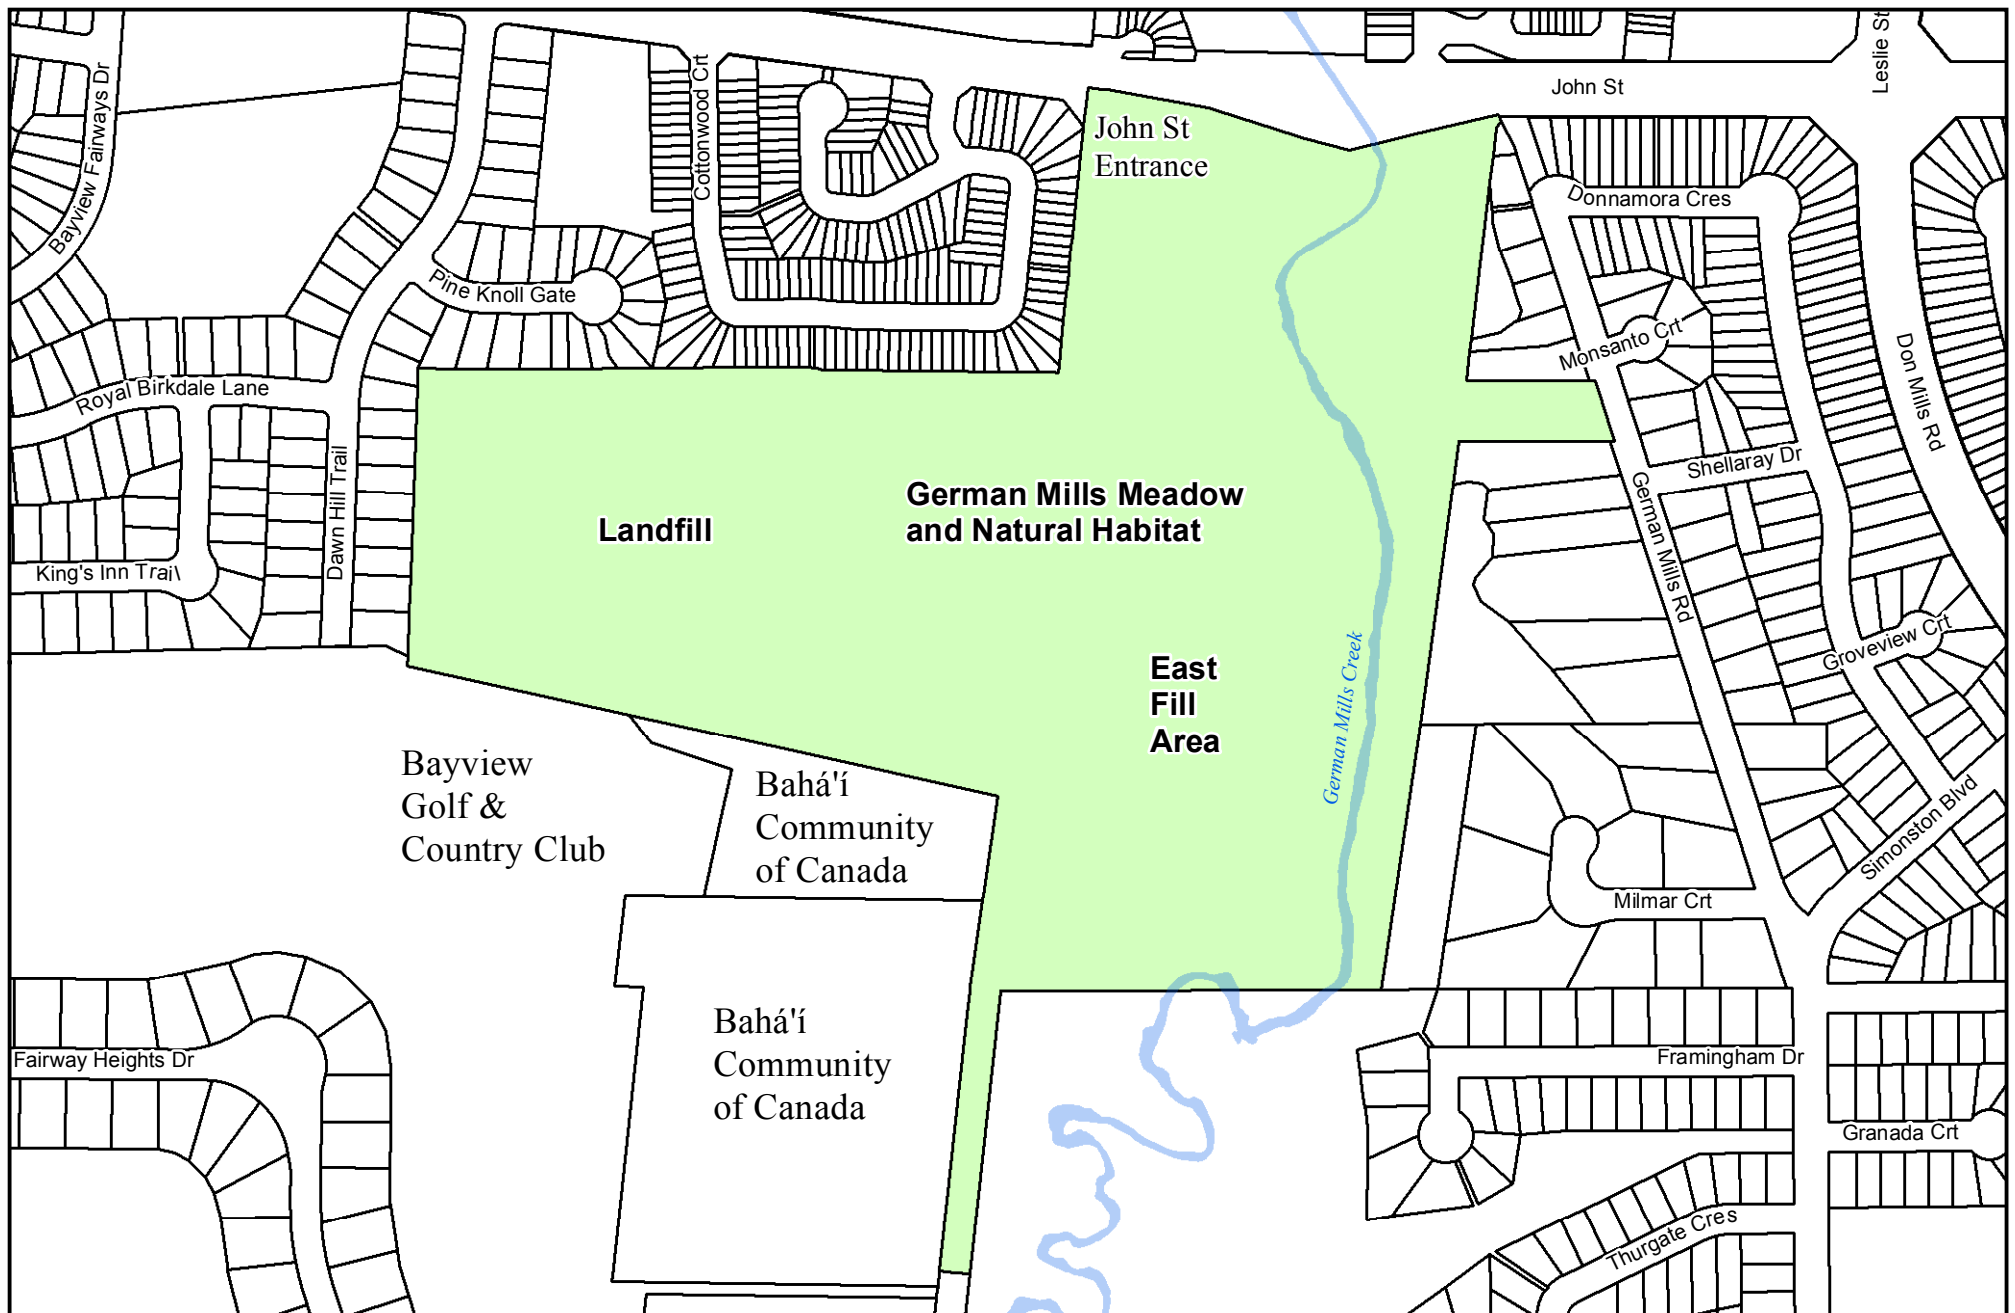 Leslie St
John St
Bayview Fairways Dr
Cottonwood Crt
John St
Entrance
Donnamora Cres
Pine Knoll Gate
Monsanto Crt
Don Mills Rd
Royal Birkdale Lane
Dawn Hill Trail
Shellaray Dr
German Mills Rd
German Mills Meadow
and Natural Habitat
Landfill
King's Inn Trail
Groveview Crt
East
Fill
Area
German Mills Creek
Bayview
Golf &
Country Club
Bahá'í
Community
of Canada
Simonston Blvd
Milmar Crt
Bahá'í
Community
of Canada
Fairway Heights Dr
Framingham Dr
Granada Crt
Thurgate Cres